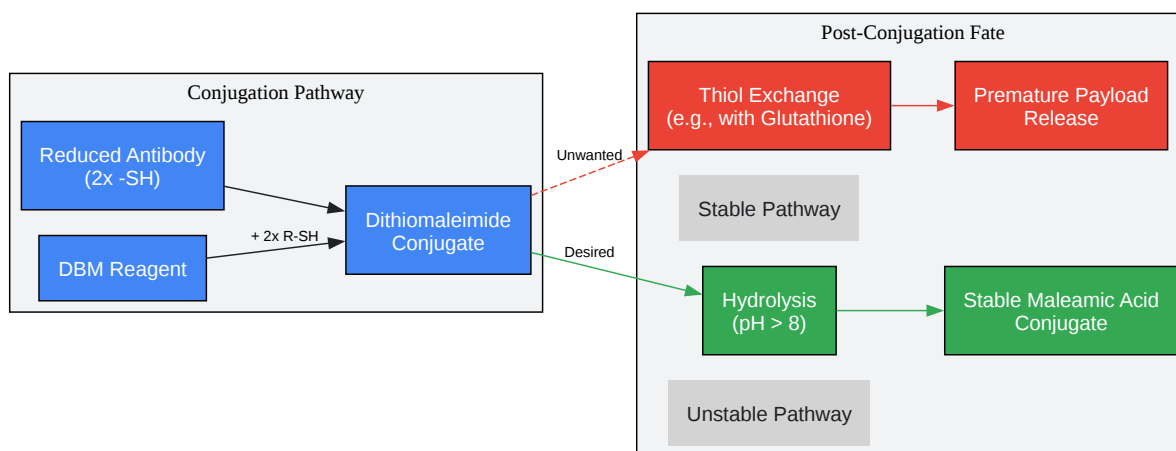 Conjugation Pathway
Reduced Antibody
(2x -SH)
DBM Reagent
+ 2x R-SH
Dithiomaleimide
Conjugate
Unwanted
Desired
Post-Conjugation Fate
Thiol Exchange
(e.g., with Glutathione)
Premature Payload
Release
Stable Pathway
Hydrolysis
(pH > 8)
Stable Maleamic Acid
Conjugate
Unstable Pathway